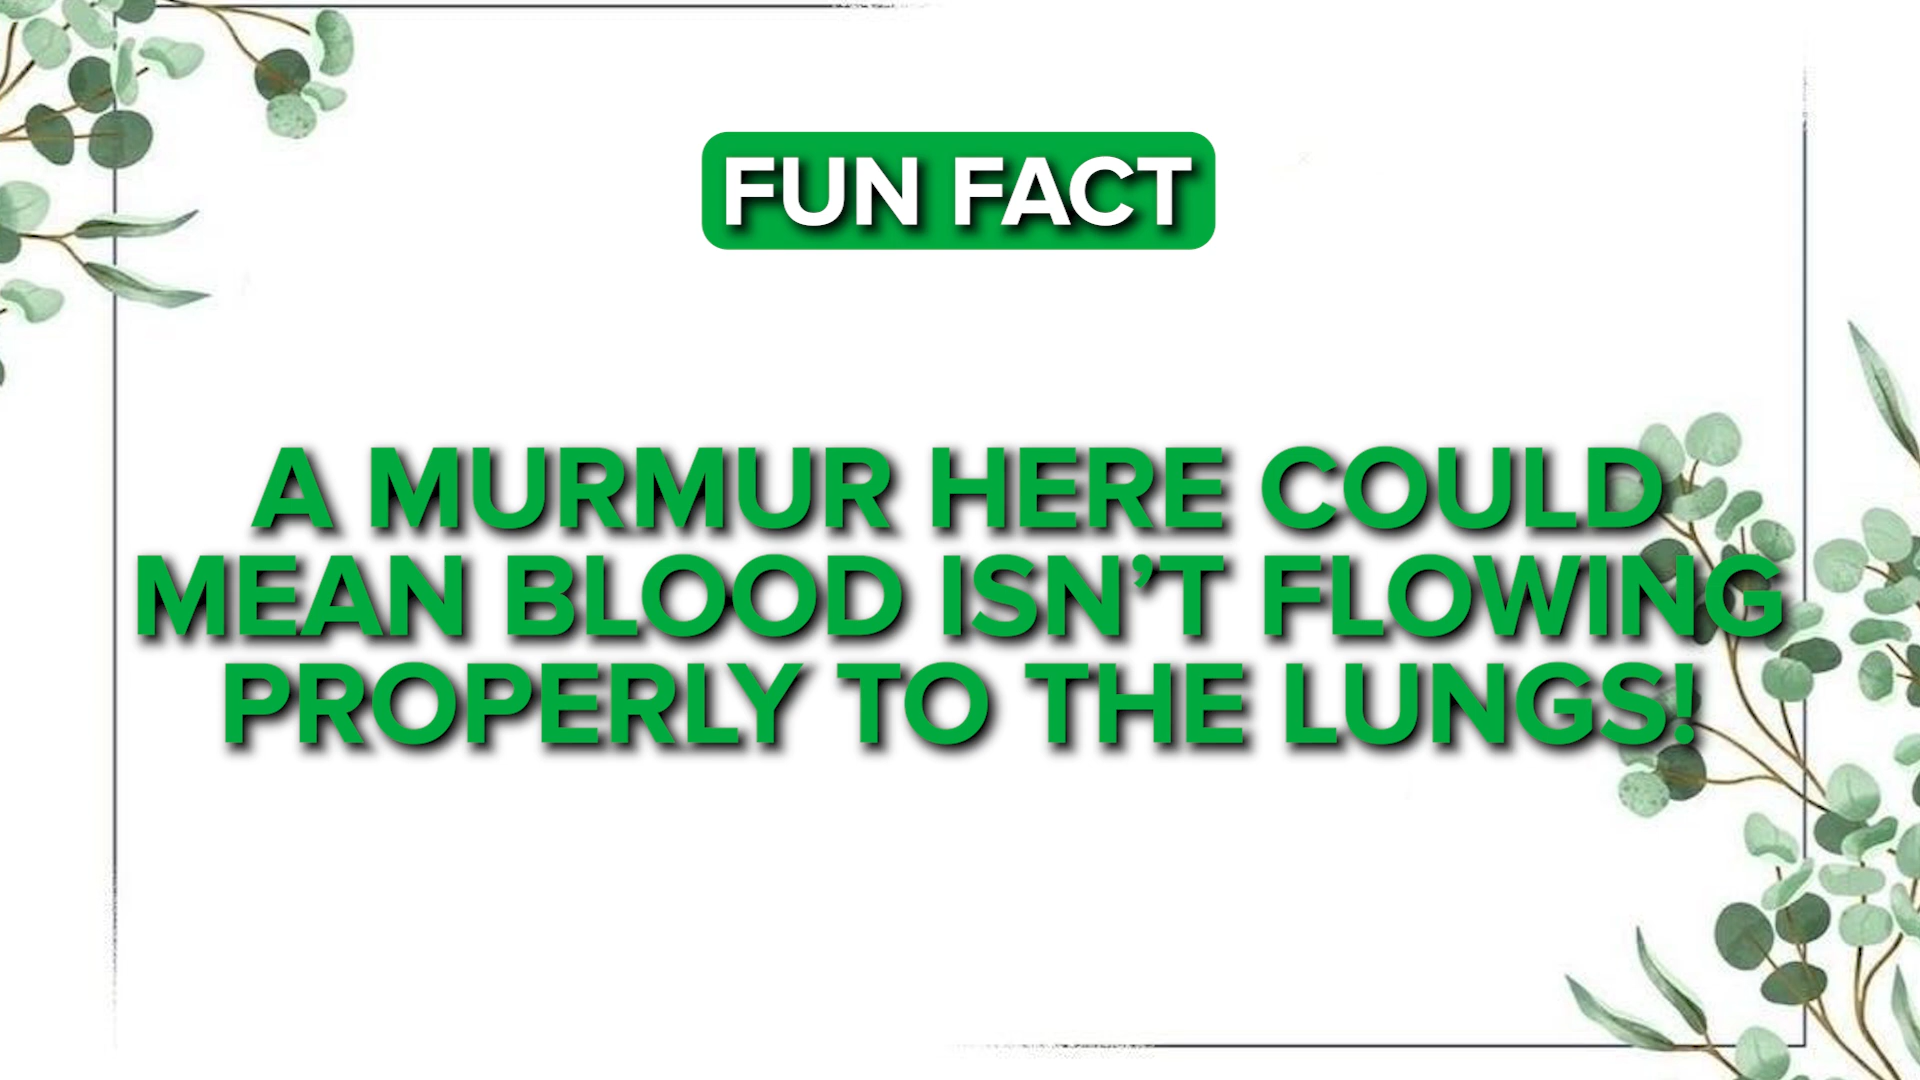 FUN FACT
A MURMUR HERE COULD
MEAN BLOOD ISN’T FLOWING
PROPERLY TO THE LUNGS!